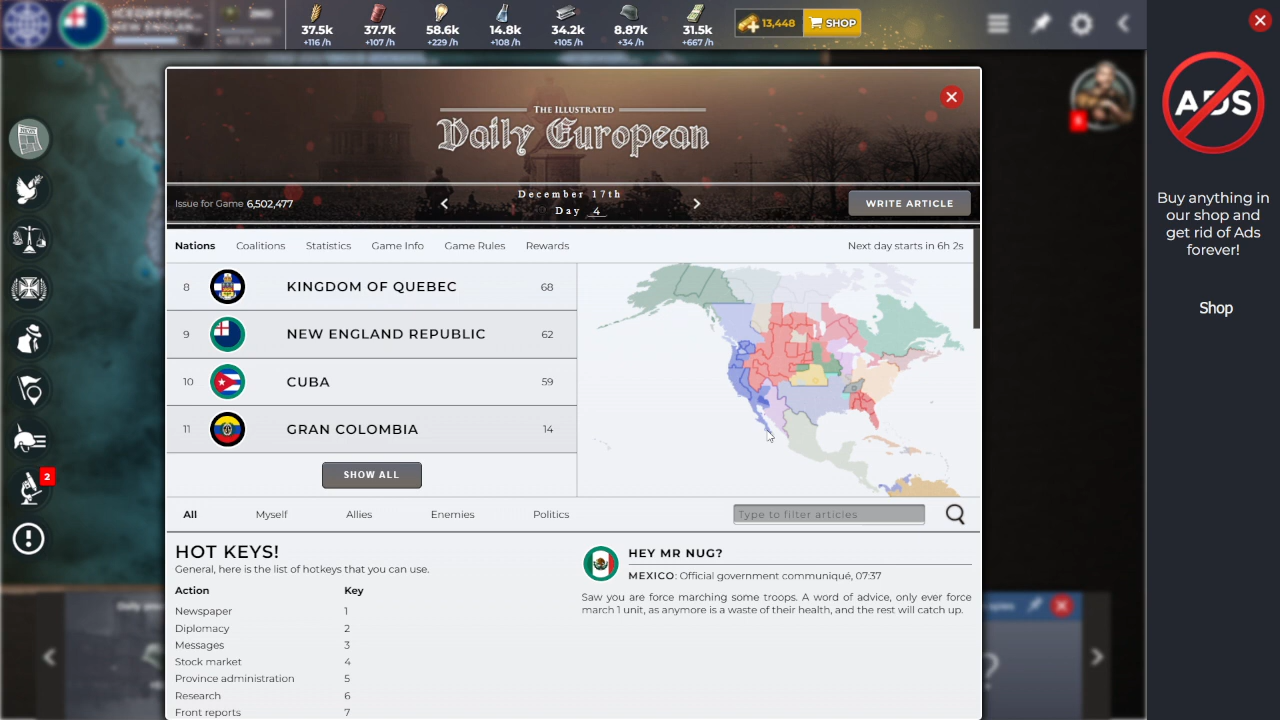 37.5k
37.7k
58.6k
14.8k
34.2k
8.87k
31.5k
+116 /h
+107 /h
+229 /h
+108 /h
+105 /h
+34 /h
+667 /h
13,448
SHOP
ADS
Buy anything in
our shop and
get rid of Ads
forever!
Shop
THE ILLUSTRATED
Daily European
Issue for Game 6,502,477
December 17th
Day 4
WRITE ARTICLE
Nations
Coalitions
Statistics
Game Info
Game Rules
Rewards
Next day starts in 6h 2s
8 KINGDOM OF QUEBEC 68
9 NEW ENGLAND REPUBLIC 62
10 CUBA 59
11 GRAN COLOMBIA 14
SHOW ALL
2
All
Myself
Allies
Enemies
Politics
Type to filter articles
HOT KEYS!
General, here is the list of hotkeys that you can use.
Action Key
Newspaper 1
Diplomacy 2
Messages 3
Stock market 4
Province administration 5
Research 6
Front reports 7
HEY MR NUG?
MEXICO: Official government communiqué, 07:37
Saw you are force marching some troops. A word of advice, only ever force
march 1 unit, as anymore is a waste of their health, and the rest will catch up.